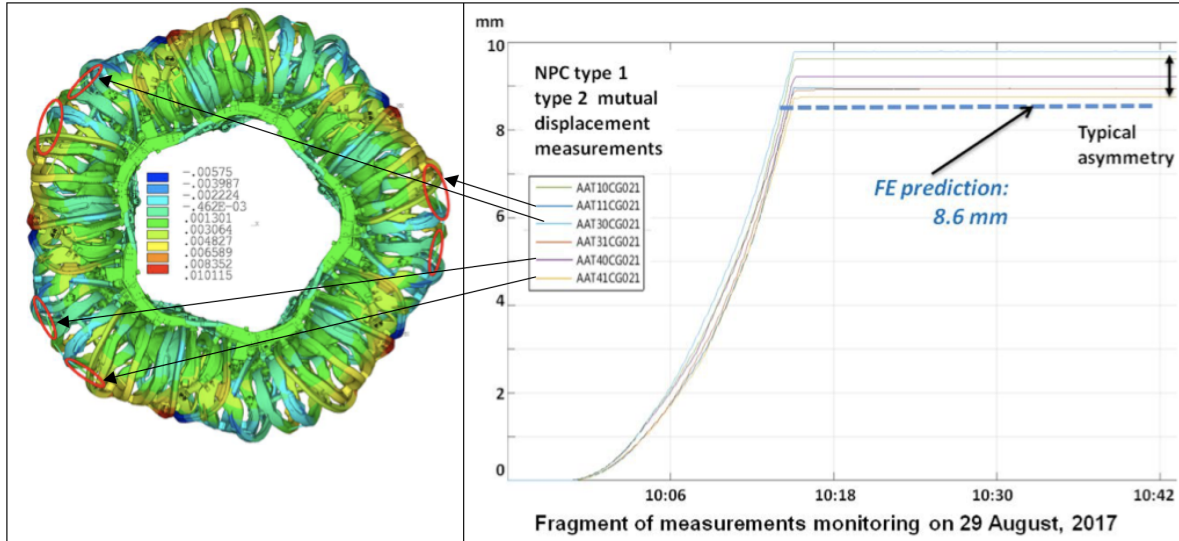 -.00575
-.003987
-.002224
-.462E-03
.001301
.003064
.004827
.006589
.008352
.010115
mm
10
8
6
4
2
0
NPC type 1
type 2 mutual
displacement
measurements
AAT10CG021
AAT11CG021
AAT30CG021
AAT31CG021
AAT40CG021
AAT41CG021
Typical
asymmetry
FE prediction:
8.6 mm
10:06
10:18
10:30
10:42
Fragment of measurements monitoring on 29 August, 2017